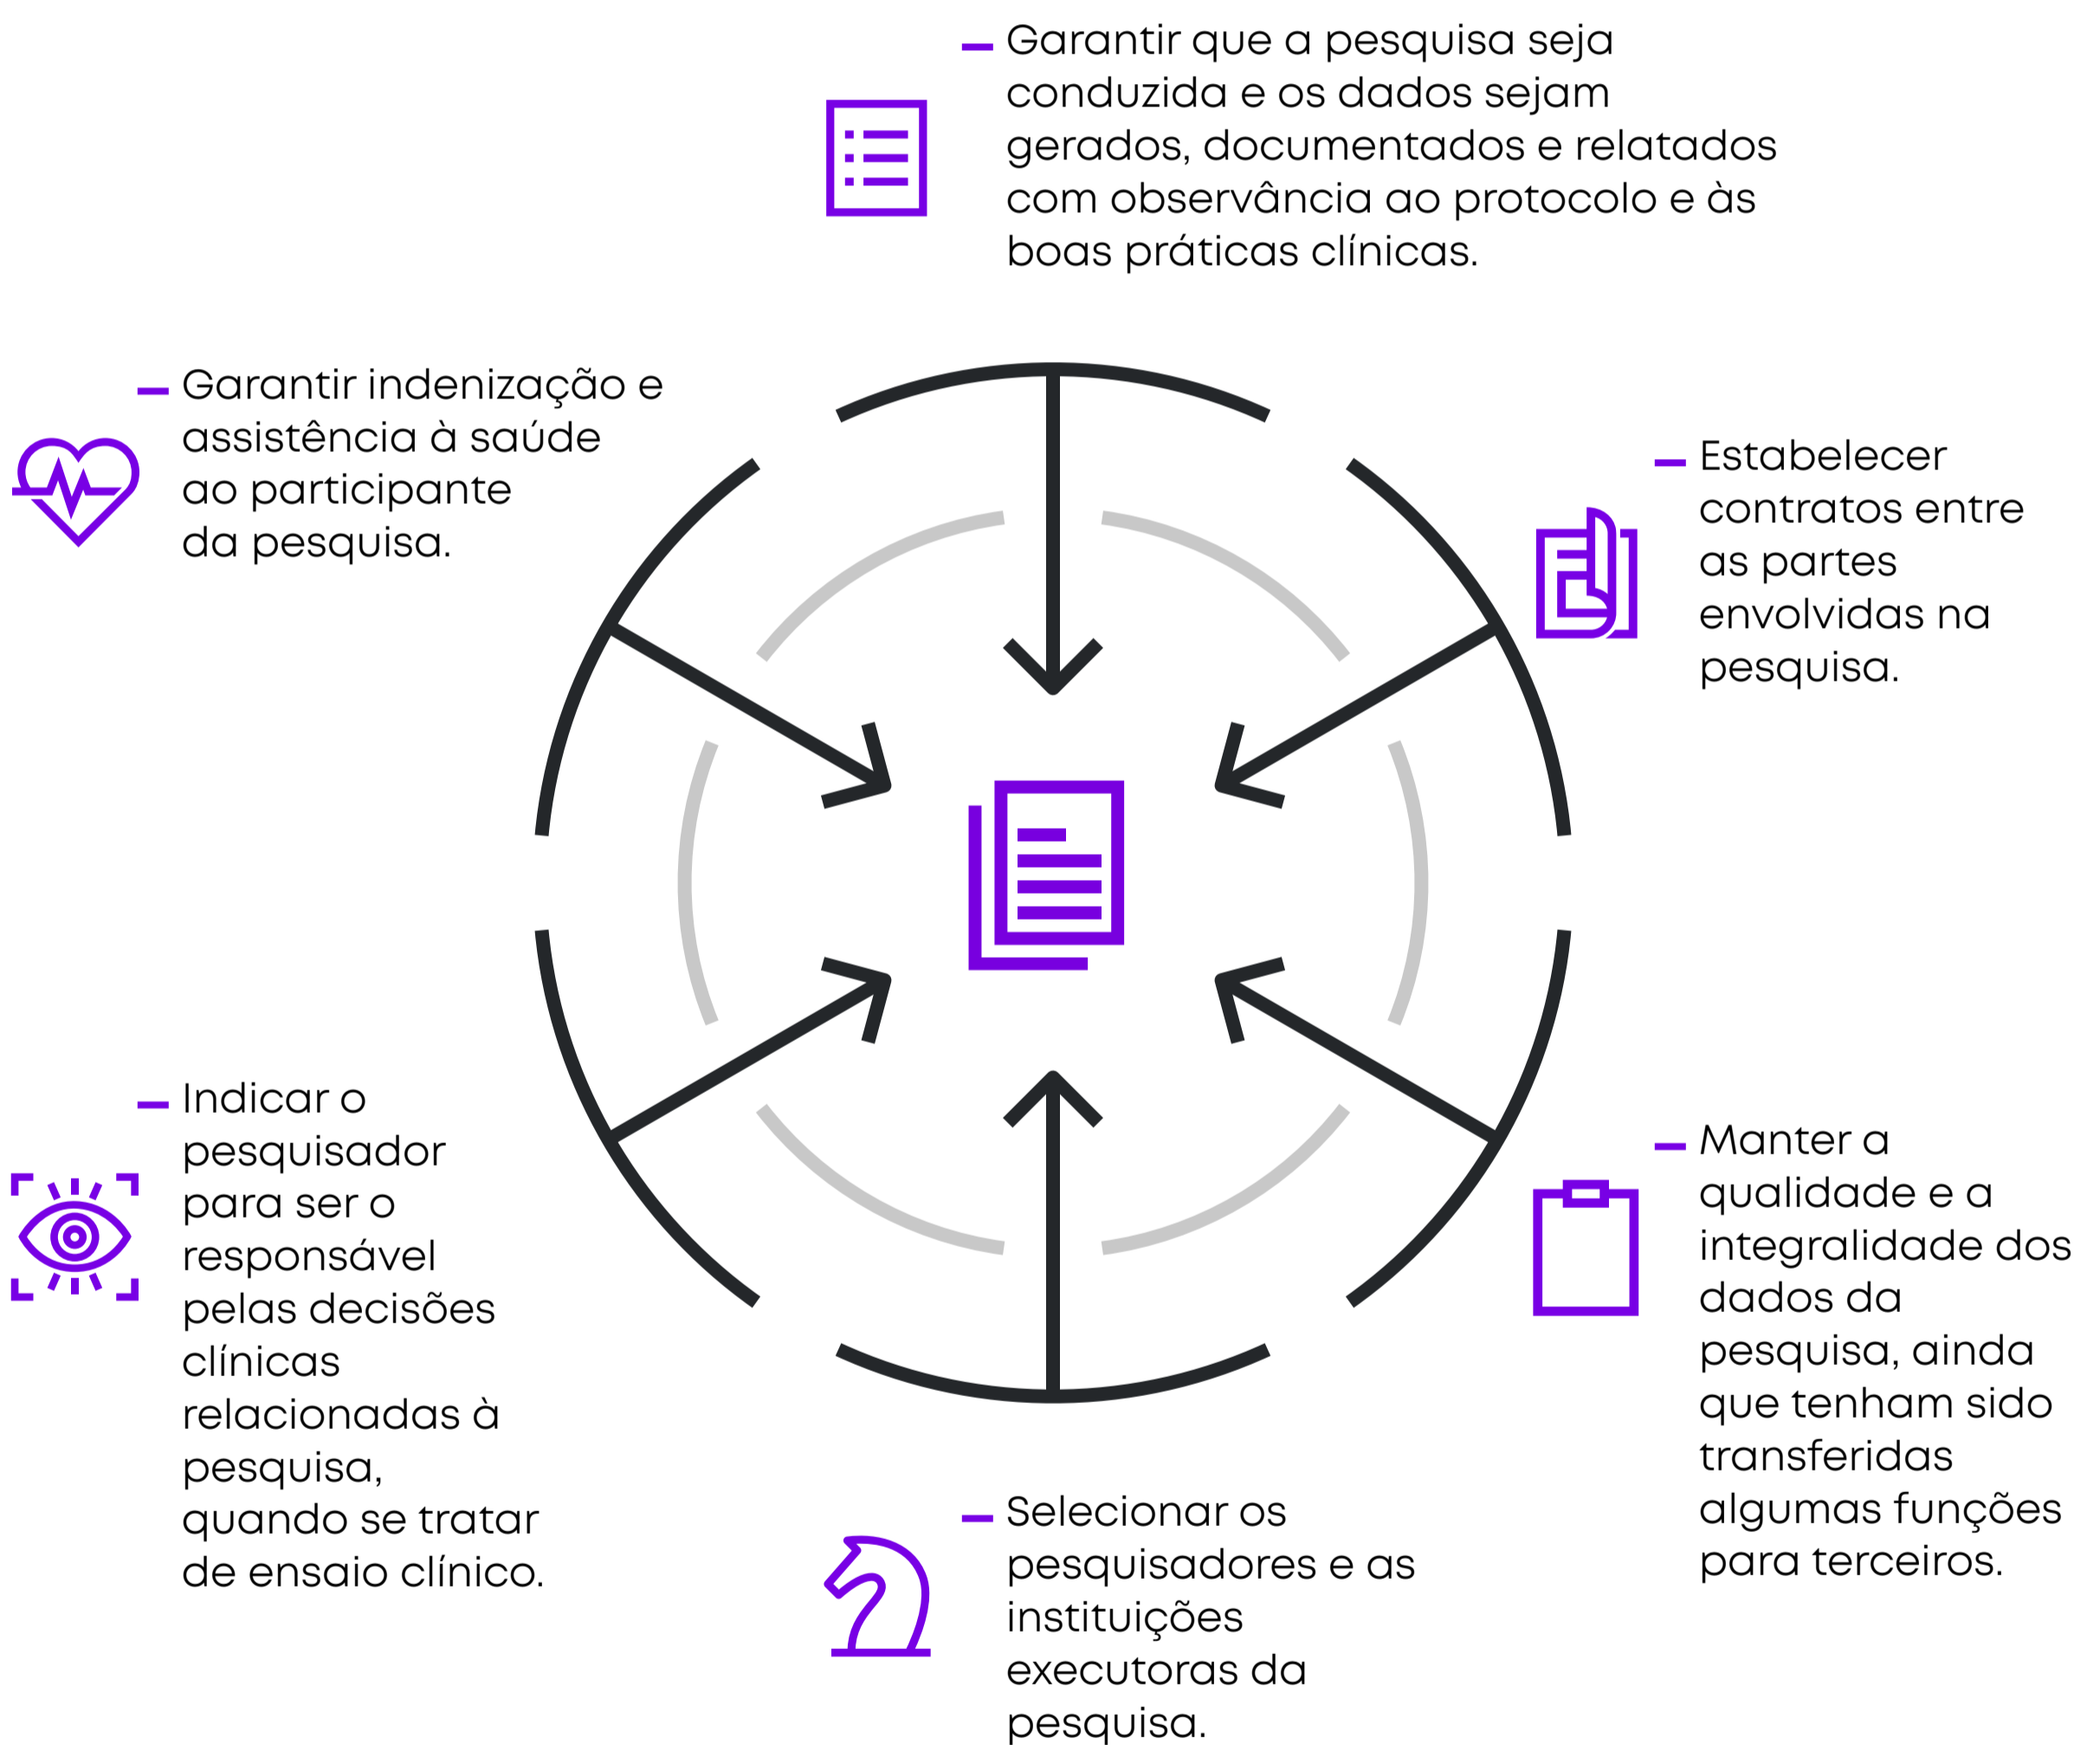 Garantir que a pesquisa seja
conduzida e os dados sejam
gerados, documentados e relatados
com observância ao protocolo e às
boas práticas clínicas.
Garantir indenização e
assistência à saúde
ao participante
da pesquisa.
Estabelecer
contratos entre
as partes
envolvidas na
pesquisa.
Indicar o
pesquisador
para ser o
responsável
pelas decisões
clínicas
relacionadas à
pesquisa,
quando se tratar
de ensaio clínico.
Manter a
qualidade e a
integralidade dos
dados da
pesquisa, ainda
que tenham sido
transferidas
algumas funções
para terceiros.
Selecionar os
pesquisadores e as
instituições
executoras da
pesquisa.